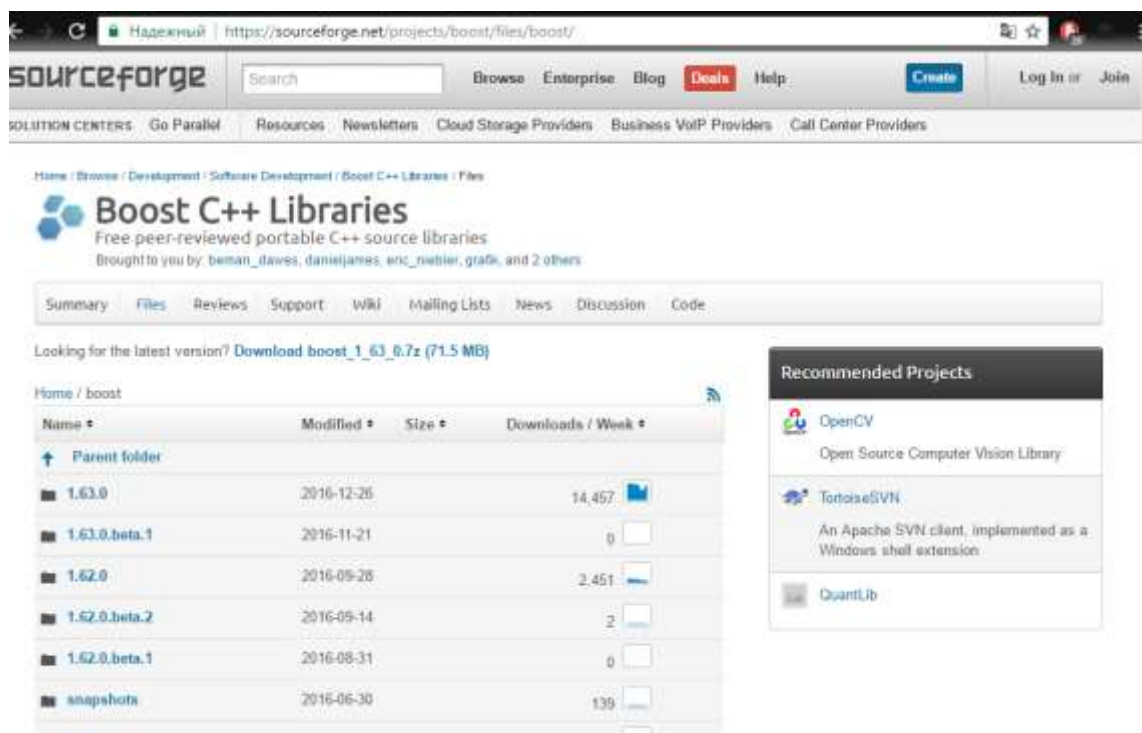 Надежный https://sourceforge.net/projects/boost/files/boost/
sourceforge Search Browse Enterprise Blog Deals Help Create Log In or Join
SOLUTION CENTERS Go Parallel Resources Newsletters Cloud Storage Providers Business VoIP Providers Call Center Providers
Home / Browse / Development / Software Development / Boost C++ Libraries / Files
Boost C++ Libraries
Free peer-reviewed portable C++ source libraries
Brought to you by: beman_dawes, danieljames, eric_niebler, grafik, and 2 others
Summary Files Reviews Support Wiki Mailing Lists News Discussion Code
Looking for the latest version? Download boost_1_63_0.7z (71.5 MB)
Home / boost
Name Modified Size Downloads / Week
Parent folder
1.63.0 2016-12-26 14,457
1.63.0.beta.1 2016-11-21 0
1.62.0 2016-09-28 2,451
1.62.0.beta.2 2016-09-14 2
1.62.0.beta.1 2016-08-31 0
snapshots 2016-06-30 139
Recommended Projects
OpenCV
Open Source Computer Vision Library
TortoiseSVN
An Apache SVN client, implemented as a
Windows shell extension
QuantLib